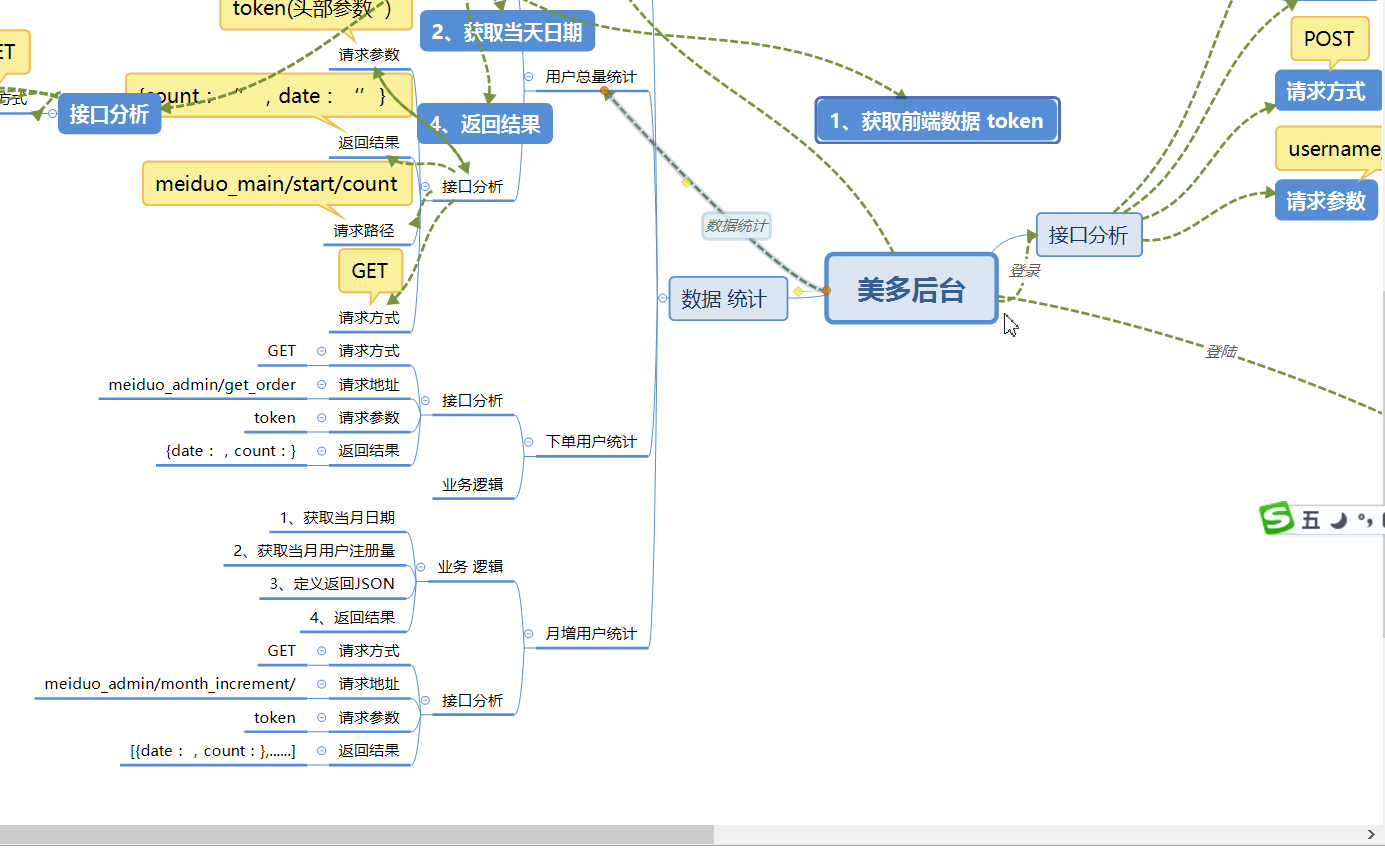 token(头部参数 ")
2、获取当天日期
请求参数
用户总量统计
{count： “ ，date： “ }
4、返回结果
返回结果
接口分析
meiduo_main/start/count
请求路径
GET
请求方式
ET
方式
接口分析
1、获取前端数据 token
POST
请求方式
username_
请求参数
接口分析
登录
美多后台
登陆
数据统计
数据 统计
下单用户统计
接口分析
请求方式
GET
请求地址
meiduo_admin/get_order
请求参数
token
返回结果
{date：，count：}
业务逻辑
月增用户统计
业务 逻辑
1、获取当月日期
2、获取当月用户注册量
3、定义返回JSON
4、返回结果
接口分析
请求方式
GET
请求地址
meiduo_admin/month_increment/
请求参数
token
返回结果
[{date：，count：},......]
五